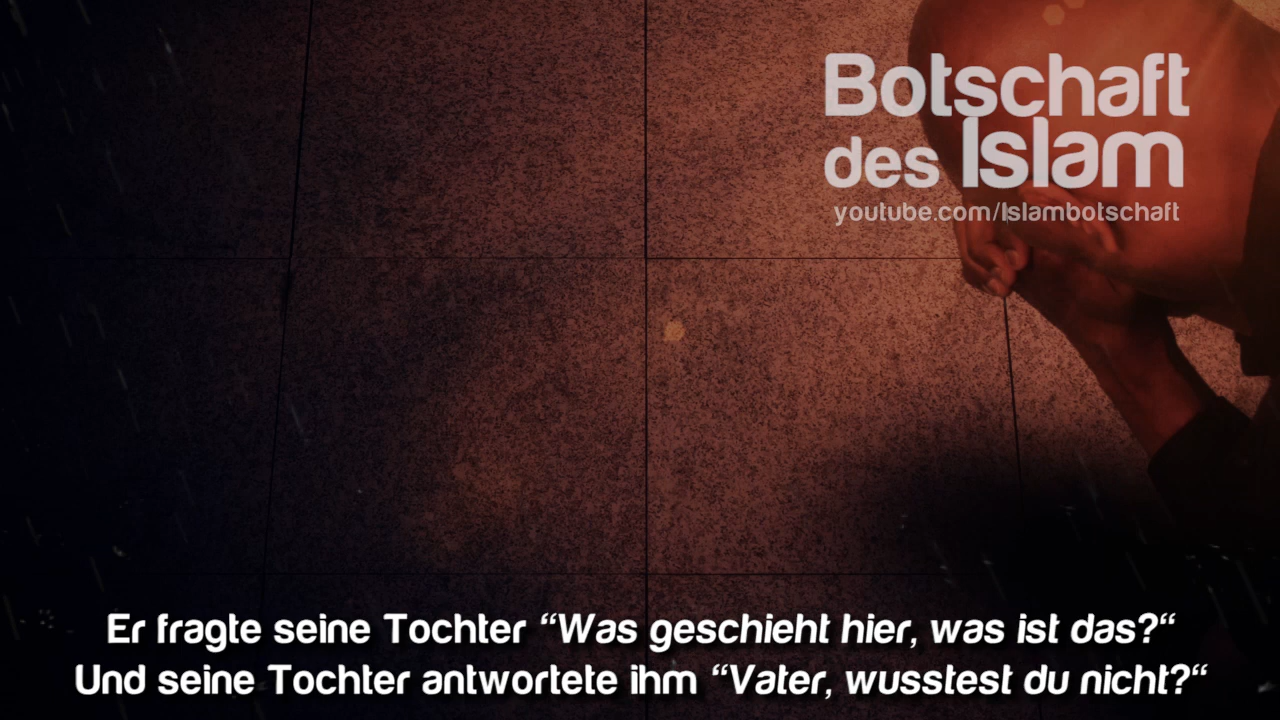 Botschaft
des Islam
youtube.com/Islambotschaft
Er fragte seine Tochter “Was geschieht hier, was ist das?“
Und seine Tochter antwortete ihm “Vater, wusstest du nicht?“